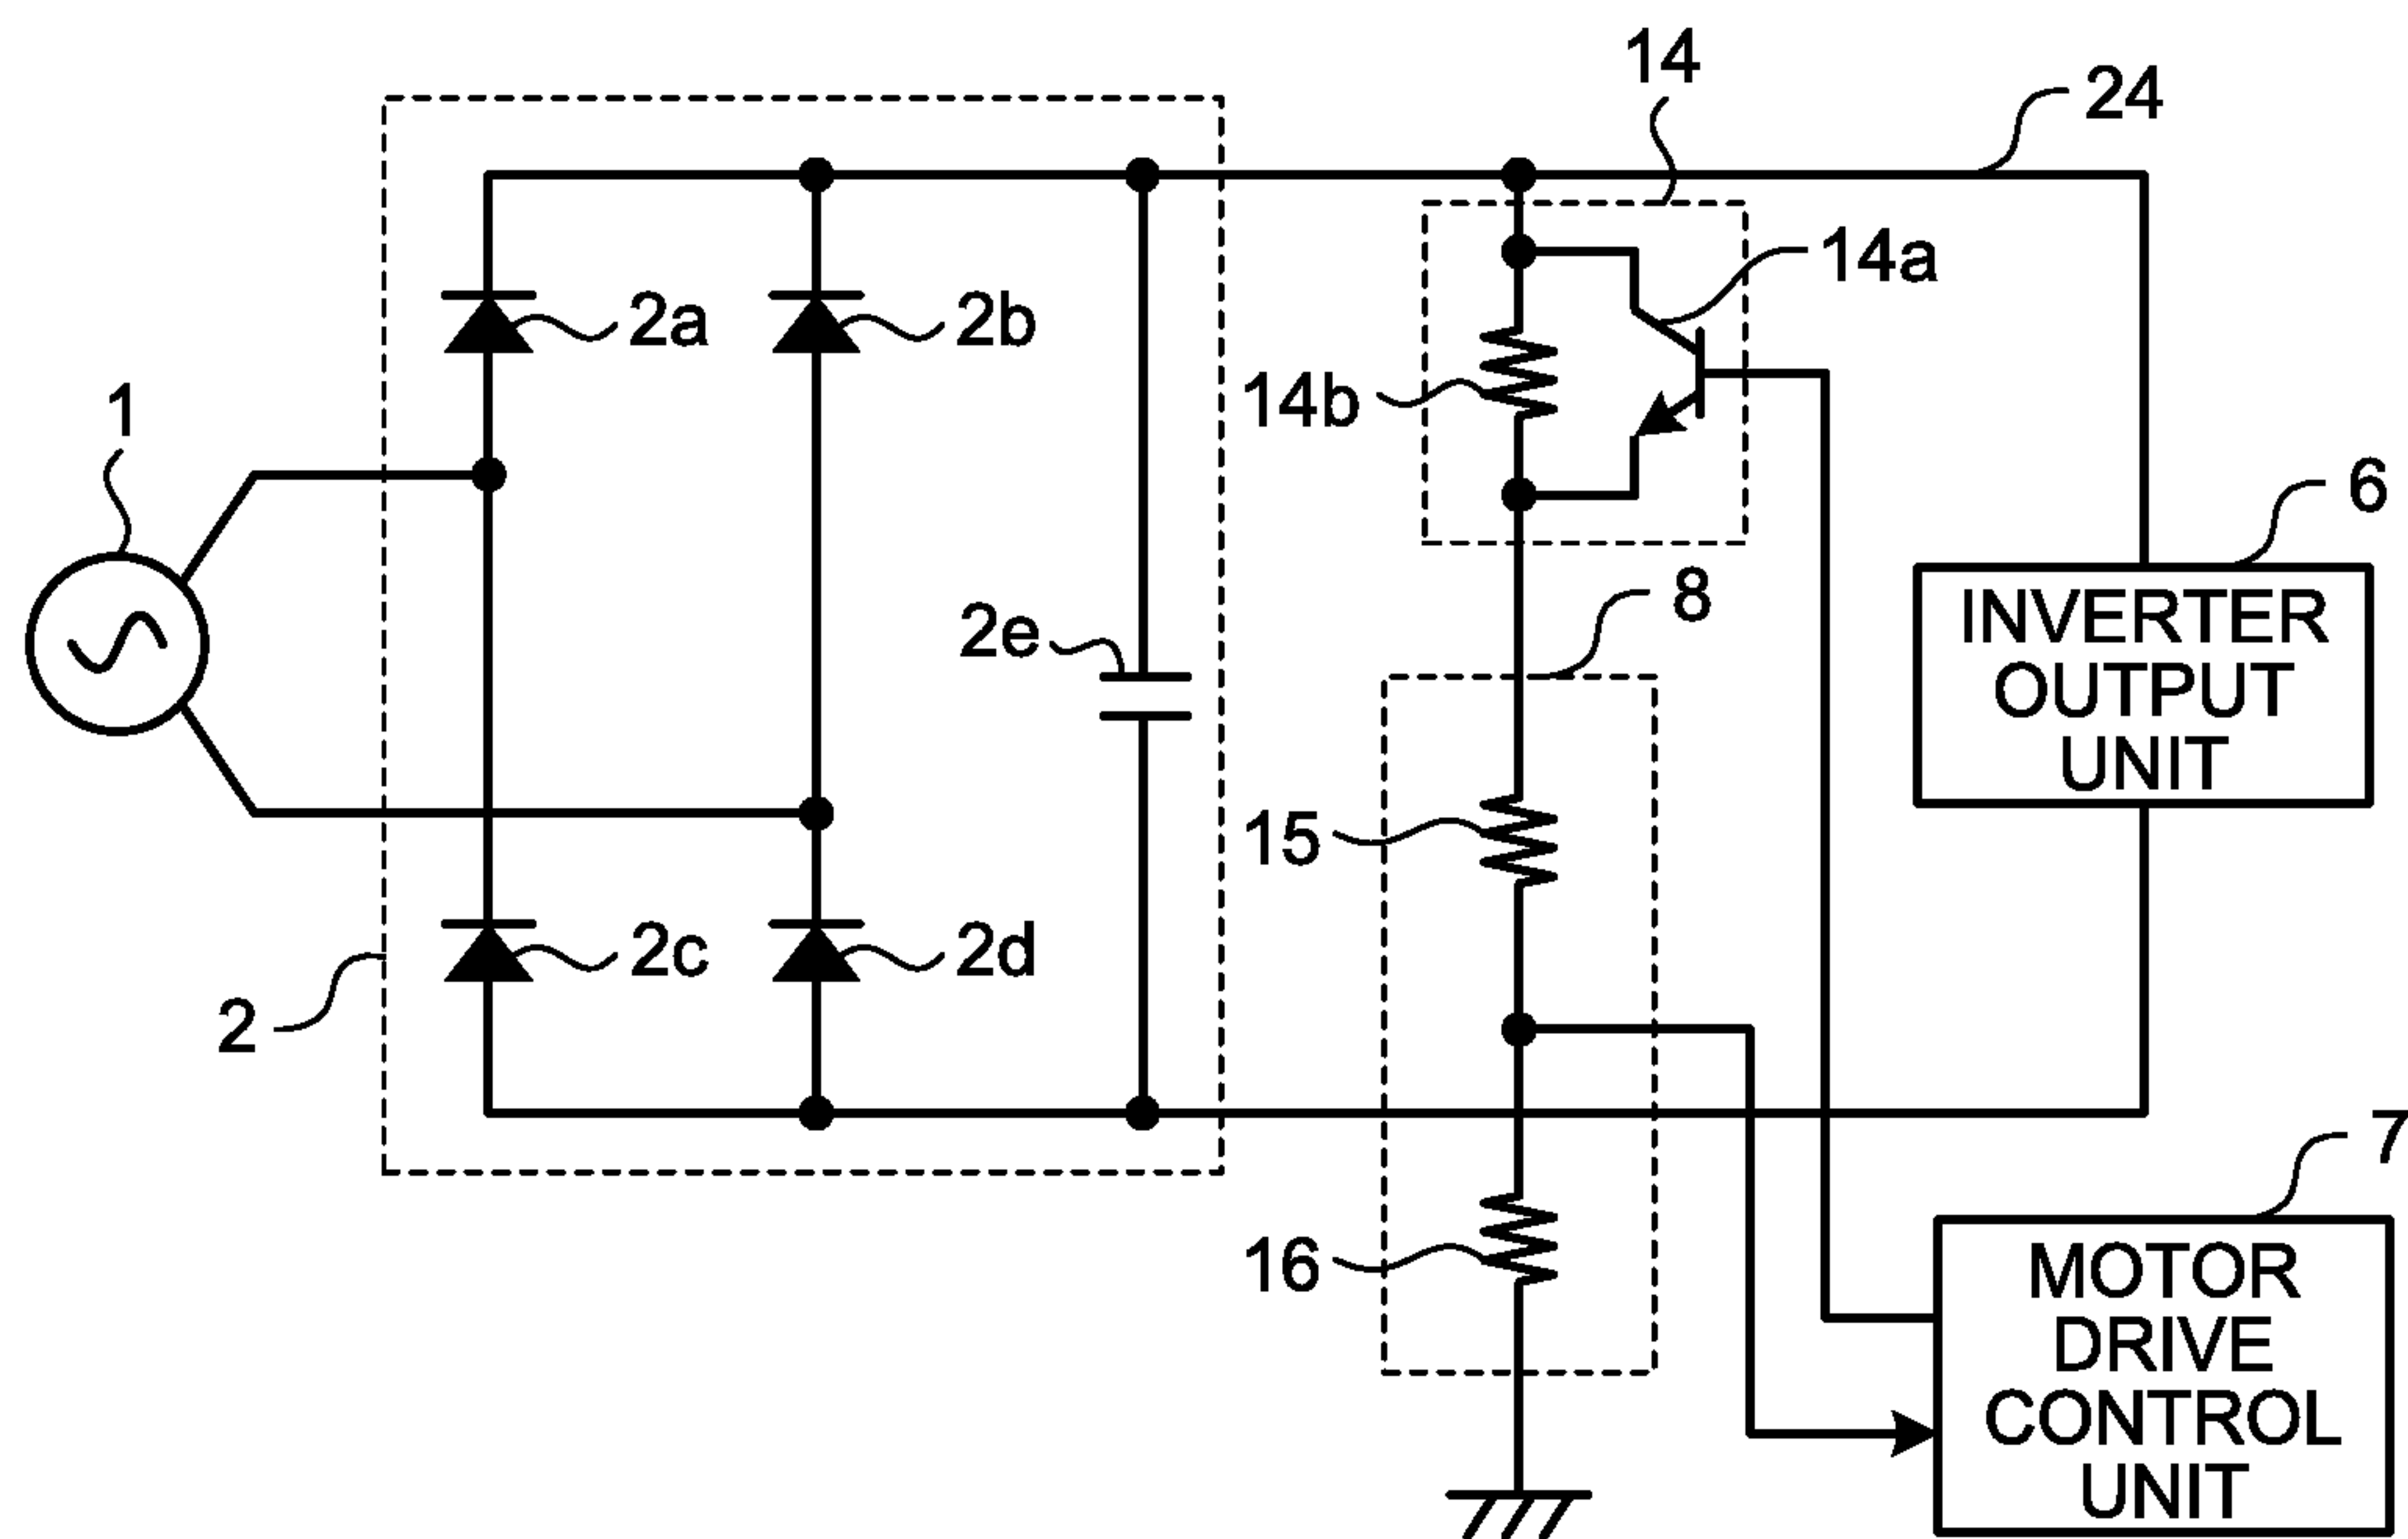 14
24
14a
2a
2b
14b
1
6
8
INVERTER
OUTPUT
UNIT
2e
15
2c
2d
2
7
16
MOTOR
DRIVE
CONTROL
UNIT